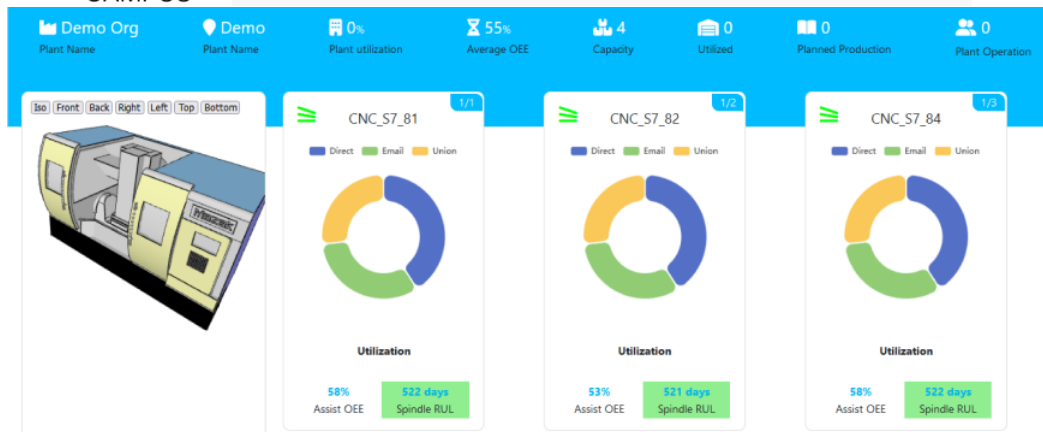 Demo Org
Plant Name
Demo
Plant Name
0%
Plant utilization
55%
Average OEE
4
Capacity
0
Utilized
0
Planned Production
0
Plant Operation
Iso Front Back Right Left Top Bottom
Mazak
1/1
CNC_S7_81
Direct Email Union
Utilization
58%
Assist OEE
522 days
Spindle RUL
1/2
CNC_S7_82
Direct Email Union
Utilization
53%
Assist OEE
521 days
Spindle RUL
1/3
CNC_S7_84
Direct Email Union
Utilization
58%
Assist OEE
522 days
Spindle RUL